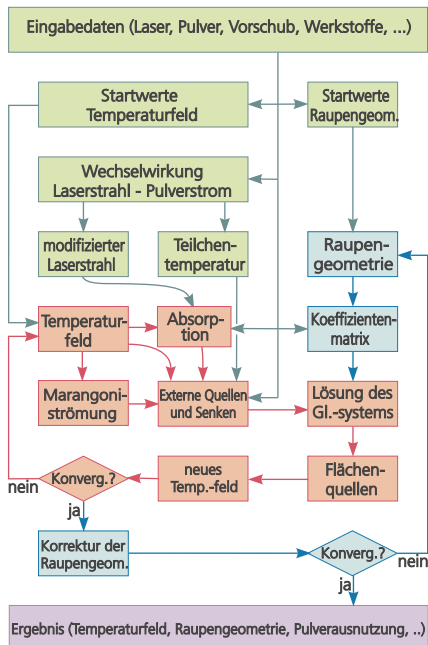 Eingabedaten (Laser, Pulver, Vorschub, Werkstoffe, ...)
Startwerte
Temperaturfeld
Startwerte
Raupengeom.
Wechselwirkung
Laserstrahl - Pulverstrom
modifizierter
Laserstrahl
Teilchen-
temperatur
Raupen-
geometrie
Temperatur-
feld
Absorp-
tion
Koeffizienten-
matrix
Marangoni-
strömung
Externe Quellen
und Senken
Lösung des
Gl.-systems
Konverg.?
nein
ja
neues
Temp.-feld
Flächen-
quellen
Korrektur der
Raupengeom.
Konverg.?
nein
ja
Ergebnis (Temperaturfeld, Raupengeometrie, Pulverausnutzung, ..)